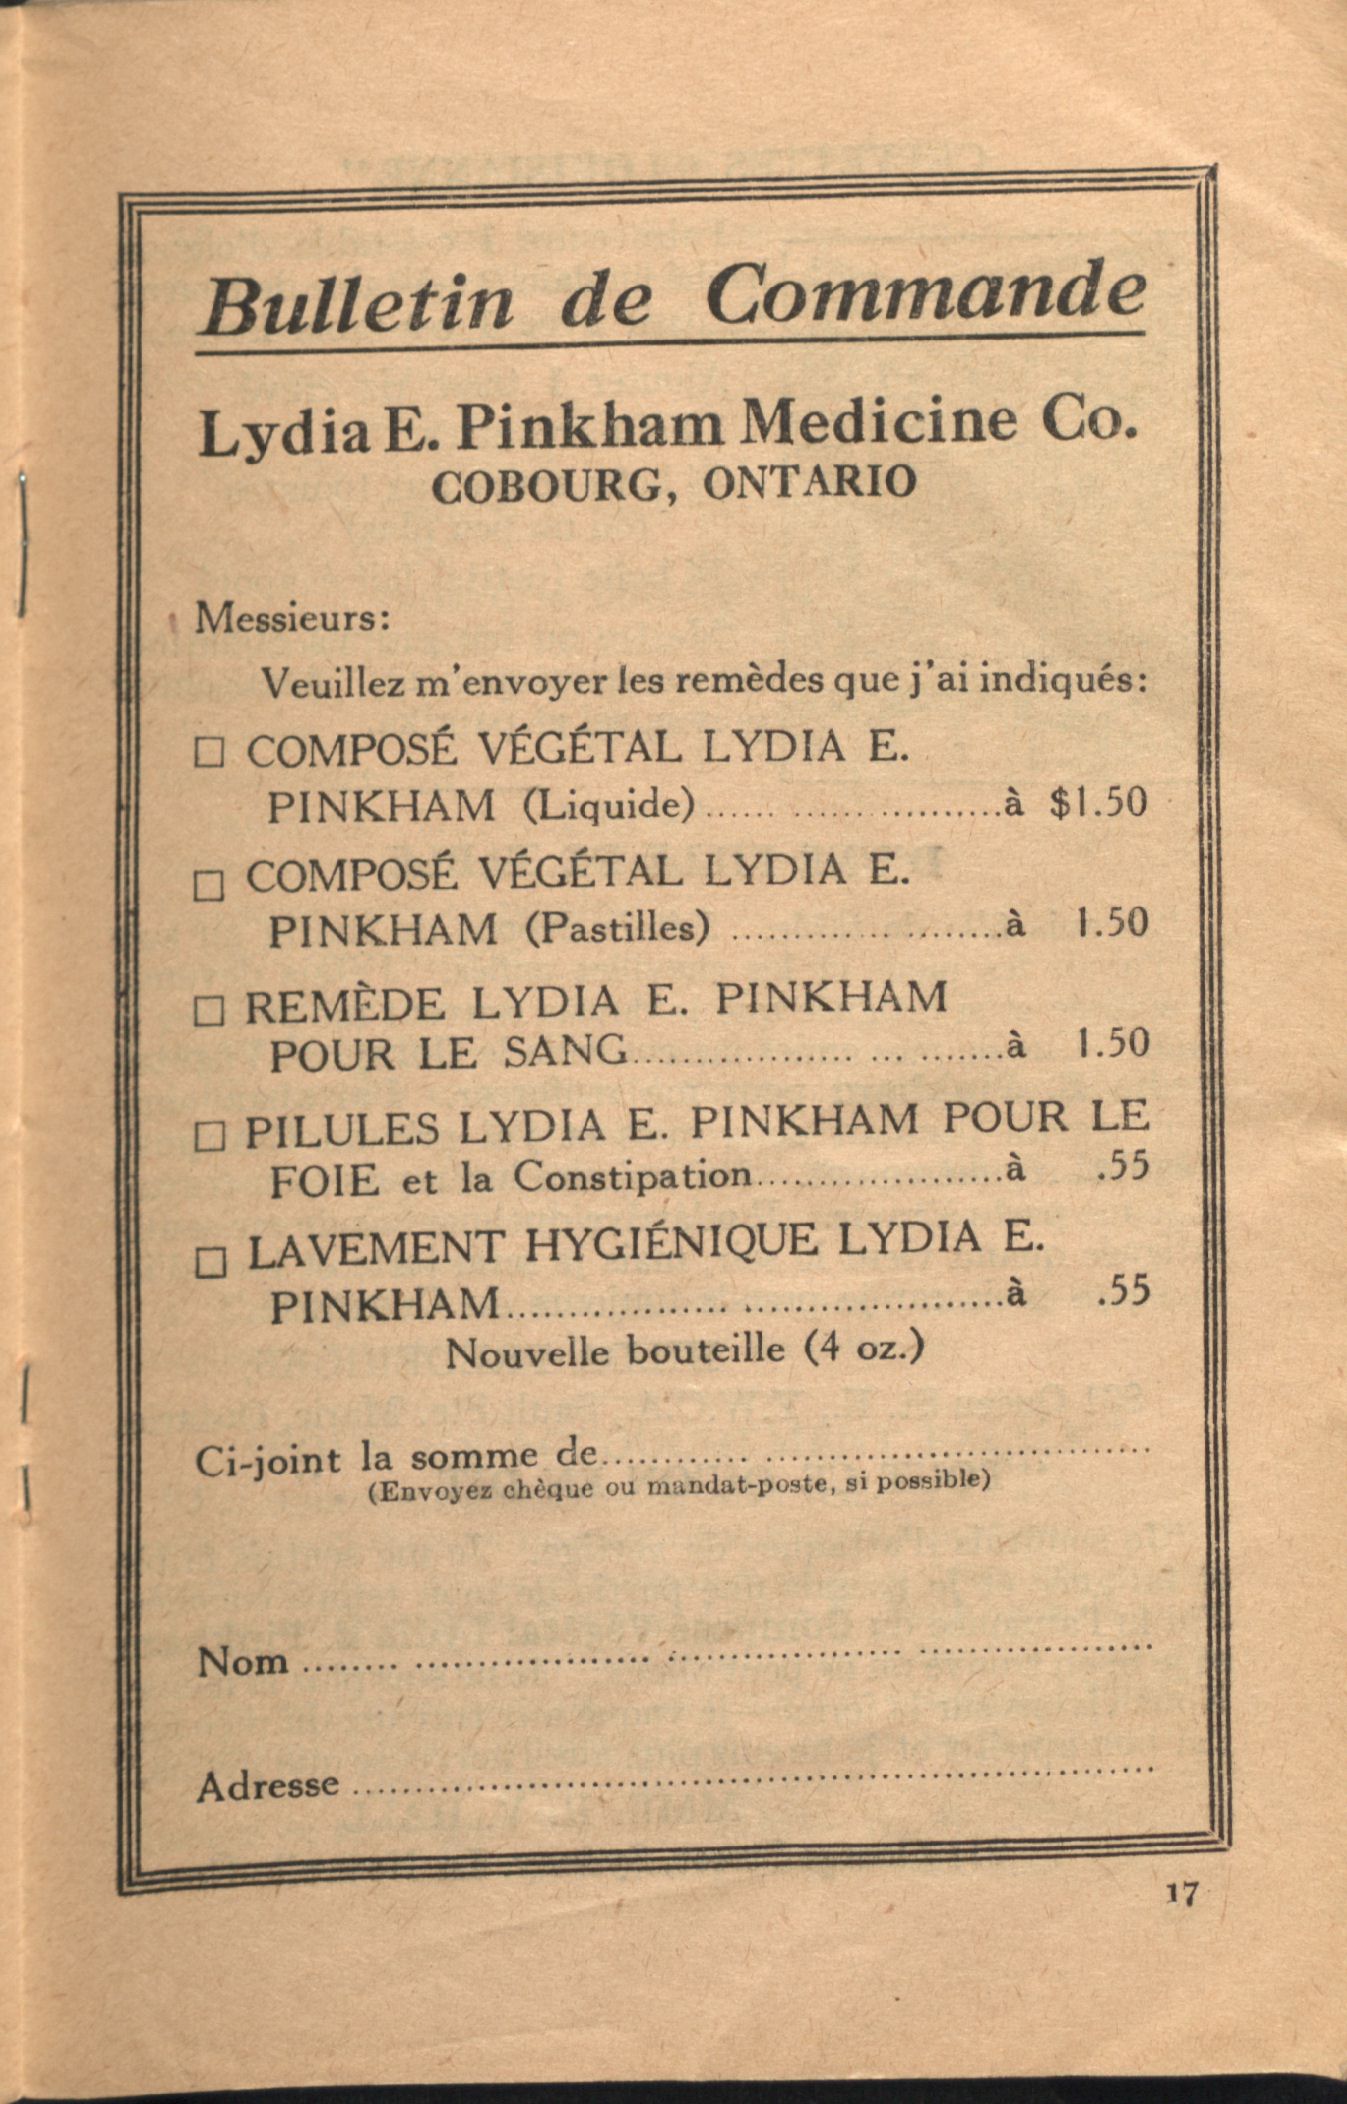 Bulletin de Commande
Lydia E. Pinkham Medicine Co.
COBOURG, ONTARIO
Messieurs:
Veuillez m'envoyer les remèdes que j'ai indiqués:
☐ COMPOSÉ VÉGÉTAL LYDIA E.
PINKHAM (Liquide)........................à $1.50
☐ COMPOSÉ VÉGÉTAL LYDIA E.
PINKHAM (Pastilles) .....................à 1.50
☐ REMÈDE LYDIA E. PINKHAM
POUR LE SANG............................à 1.50
☐ PILULES LYDIA E. PINKHAM POUR LE
FOIE et la Constipation....................à .55
☐ LAVEMENT HYGIÉNIQUE LYDIA E.
PINKHAM.......................................à .55
Nouvelle bouteille (4 oz.)
Ci-joint la somme de...........................................
(Envoyez chèque ou mandat-poste, si possible)
Nom ..................................................................
Adresse ..............................................................
17